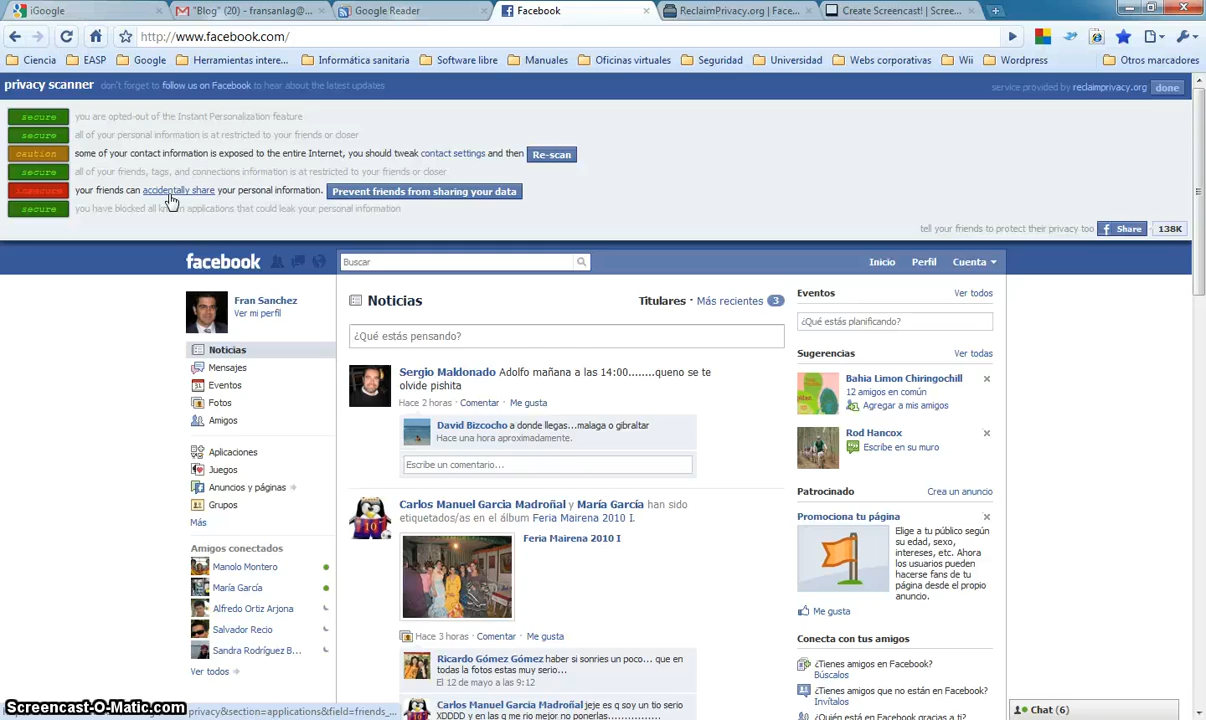 iGoogle
"Blog" (20) - fransanlag@...
Google Reader
Facebook
ReclaimPrivacy.org | Face...
Create Screencast! | Scree...
http://www.facebook.com/
Ciencia
EASP
Google
Herramientas intere...
Informática sanitaria
Software libre
Manuales
Oficinas virtuales
Seguridad
Universidad
Webs corporativas
Wii
Wordpress
Otros marcadores
privacy scanner don't forget to follow us on Facebook to hear about the latest updates
service provided by reclaimprivacy.org done
secure you are opted-out of the Instant Personalization feature
secure all of your personal information is at restricted to your friends or closer
caution some of your contact information is exposed to the entire Internet, you should tweak contact settings and then Re-scan
secure all of your friends, tags, and connections information is at restricted to your friends or closer
insecure your friends can accidentally share your personal information. Prevent friends from sharing your data
secure you have blocked all known applications that could leak your personal information
tell your friends to protect their privacy too Share 138K
facebook
Buscar
Inicio Perfil Cuenta
Fran Sanchez
Ver mi perfil
Noticias
Mensajes
Eventos
Fotos
Amigos
Aplicaciones
Juegos
Anuncios y páginas
Grupos
Más
Amigos conectados
Manolo Montero
María García
Alfredo Ortiz Arjona
Salvador Recio
Sandra Rodríguez B...
Ver todos
Noticias
Titulares · Más recientes 3
¿Qué estás pensando?
Sergio Maldonado Adolfo mañana a las 14:00........queno se te
olvide pishita
Hace 2 horas · Comentar · Me gusta
David Bizcocho a donde llegas...malaga o gibraltar
Hace una hora aproximadamente.
Escribe un comentario...
Carlos Manuel Garcia Madroñal y María García han sido
etiquetados/as en el álbum Feria Mairena 2010 I.
Feria Mairena 2010 I
Hace 3 horas · Comentar · Me gusta
Ricardo Gómez Gómez haber si sonries un poco... que en
todas la fotos estas muy serio...
El 12 de mayo a las 9:12
Carlos Manuel Garcia Madroñal jeje es q soy un tio serio
XDDDD y en las q me rio mejor no ponerlas.............
Eventos Ver todos
¿Qué estás planificando?
Sugerencias Ver todas
Bahia Limon Chiringochill
12 amigos en común
Agregar a mis amigos
Rod Hancox
Escribe en su muro
Patrocinado Crea un anuncio
Promociona tu página
Elige a tu público según
su edad, sexo,
intereses, etc. Ahora
los usuarios pueden
hacerse fans de tu
página desde el propio
anuncio.
Me gusta
Conecta con tus amigos
¿Tienes amigos en Facebook?
Búscalos
¿Tienes amigos que no están en Facebook?
Invítalos
¿Quién está en Facebook gracias a ti?
Chat (6)
privacy&section=applications&field=friends_...
Screencast-O-Matic.com